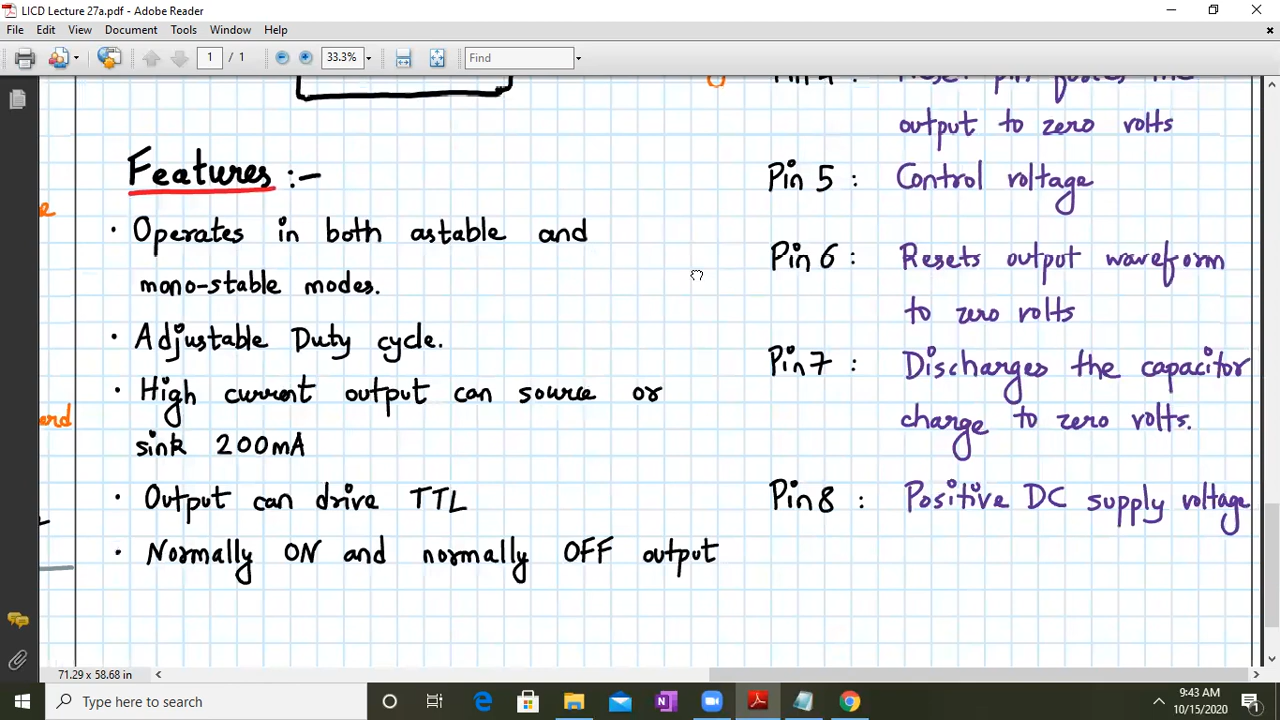 LICD Lecture 27a.pdf - Adobe Reader
File Edit View Document Tools Window Help
1 / 1 33.3% Find
output to zero volts
Features :-
Pin 5 : Control voltage
· Operates in both astable and
mono-stable modes.
Pin 6 : Resets output waveform
to zero volts
· Adjustable Duty cycle.
Pin 7 : Discharges the capacitor
· High current output can source or
charge to zero volts.
sink 200mA
· Output can drive TTL
Pin 8 : Positive DC supply voltage
· Normally ON and normally OFF output
71.29 x 58.68 in
Type here to search
9:43 AM
10/15/2020